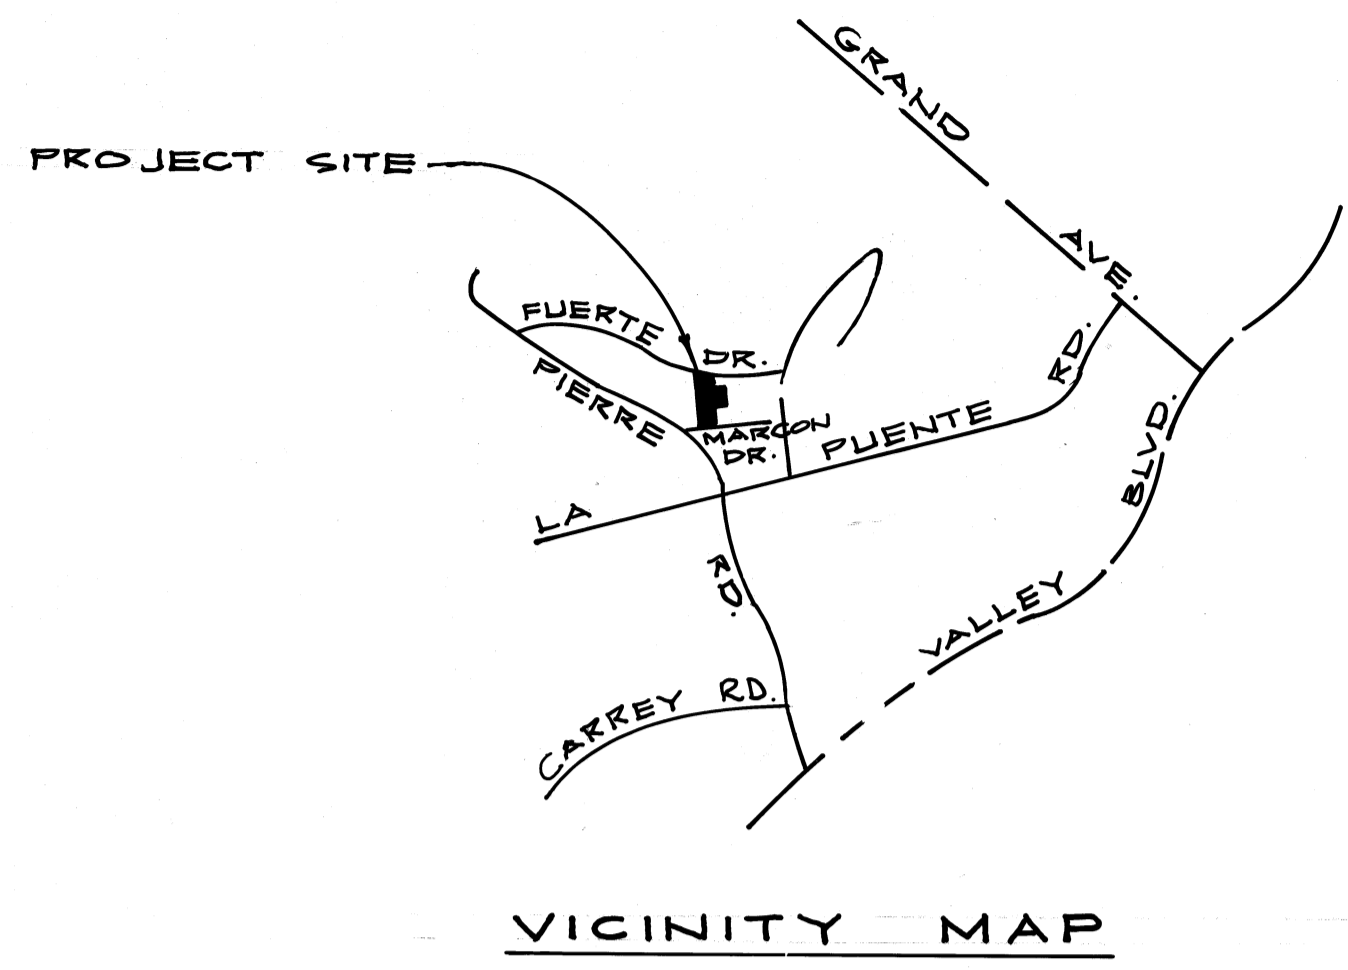 GRAND AVE.
PROJECT SITE
FUERTE DR.
PIERRE RD.
MARCON
DR.
LA PUENTE RD.
VALLEY BLVD.
CARREY RD.
VICINITY MAP